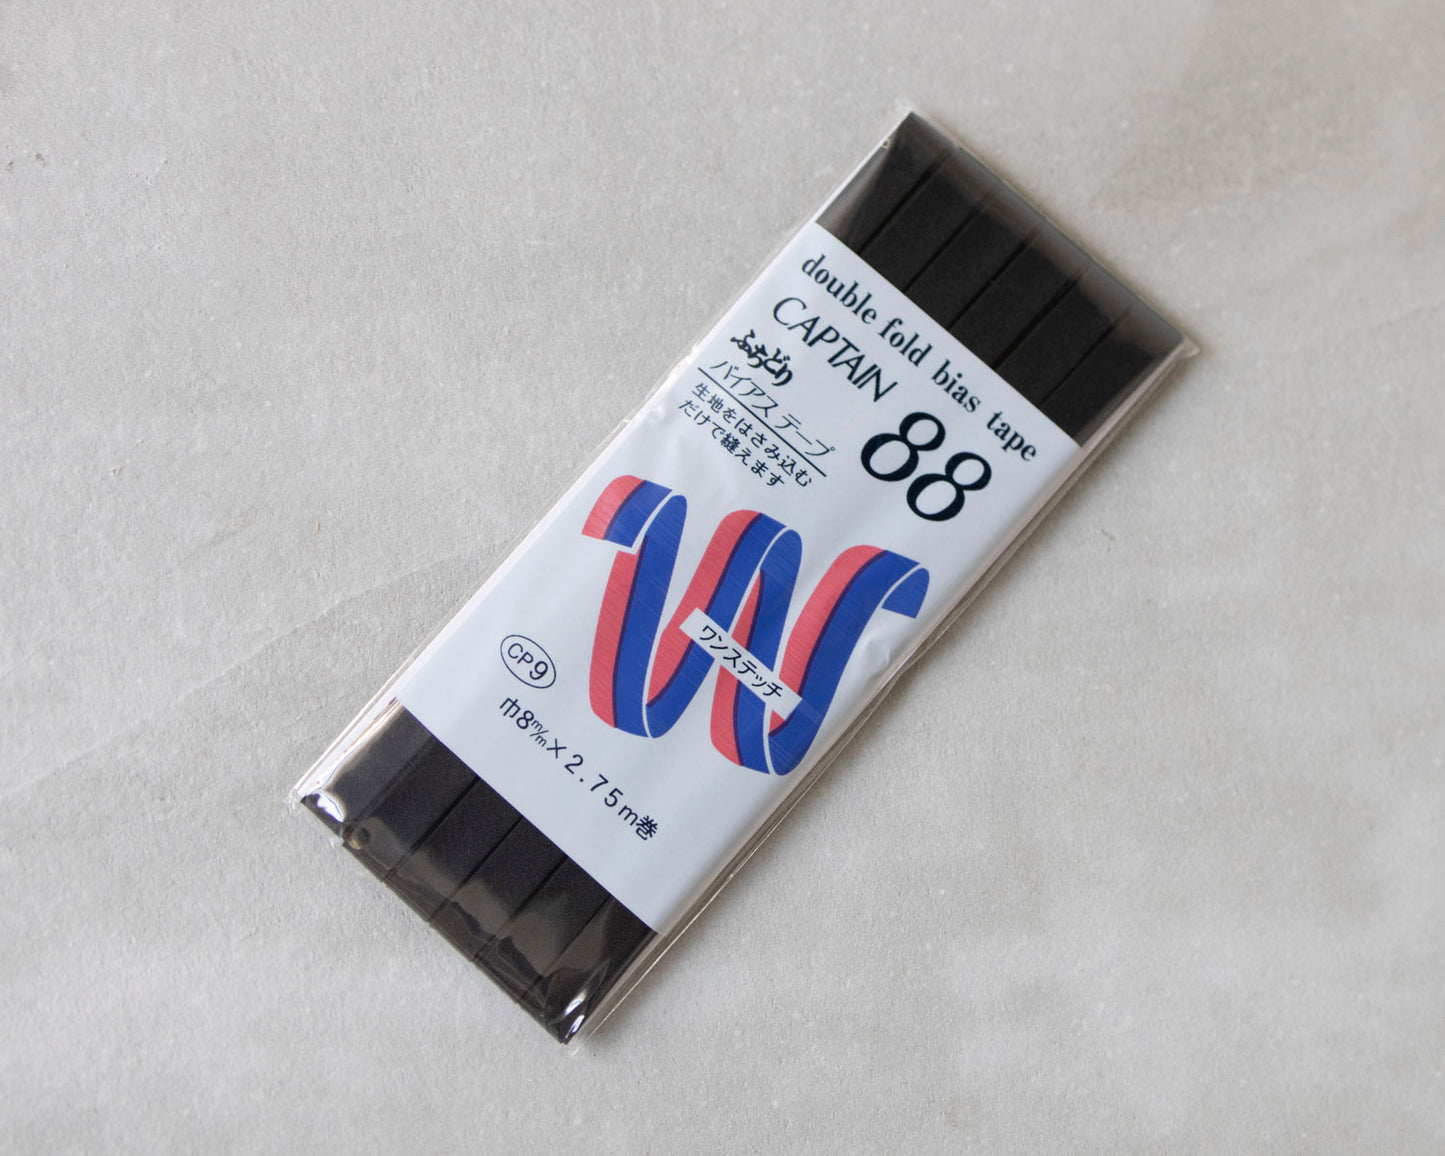 double fold bias tape
CAPTAIN 88
ふちどり
バイアス テープ
生地をはさみ込む
だけで縫えます
ワンステッチ
CP9
巾8m/m×2.75m巻